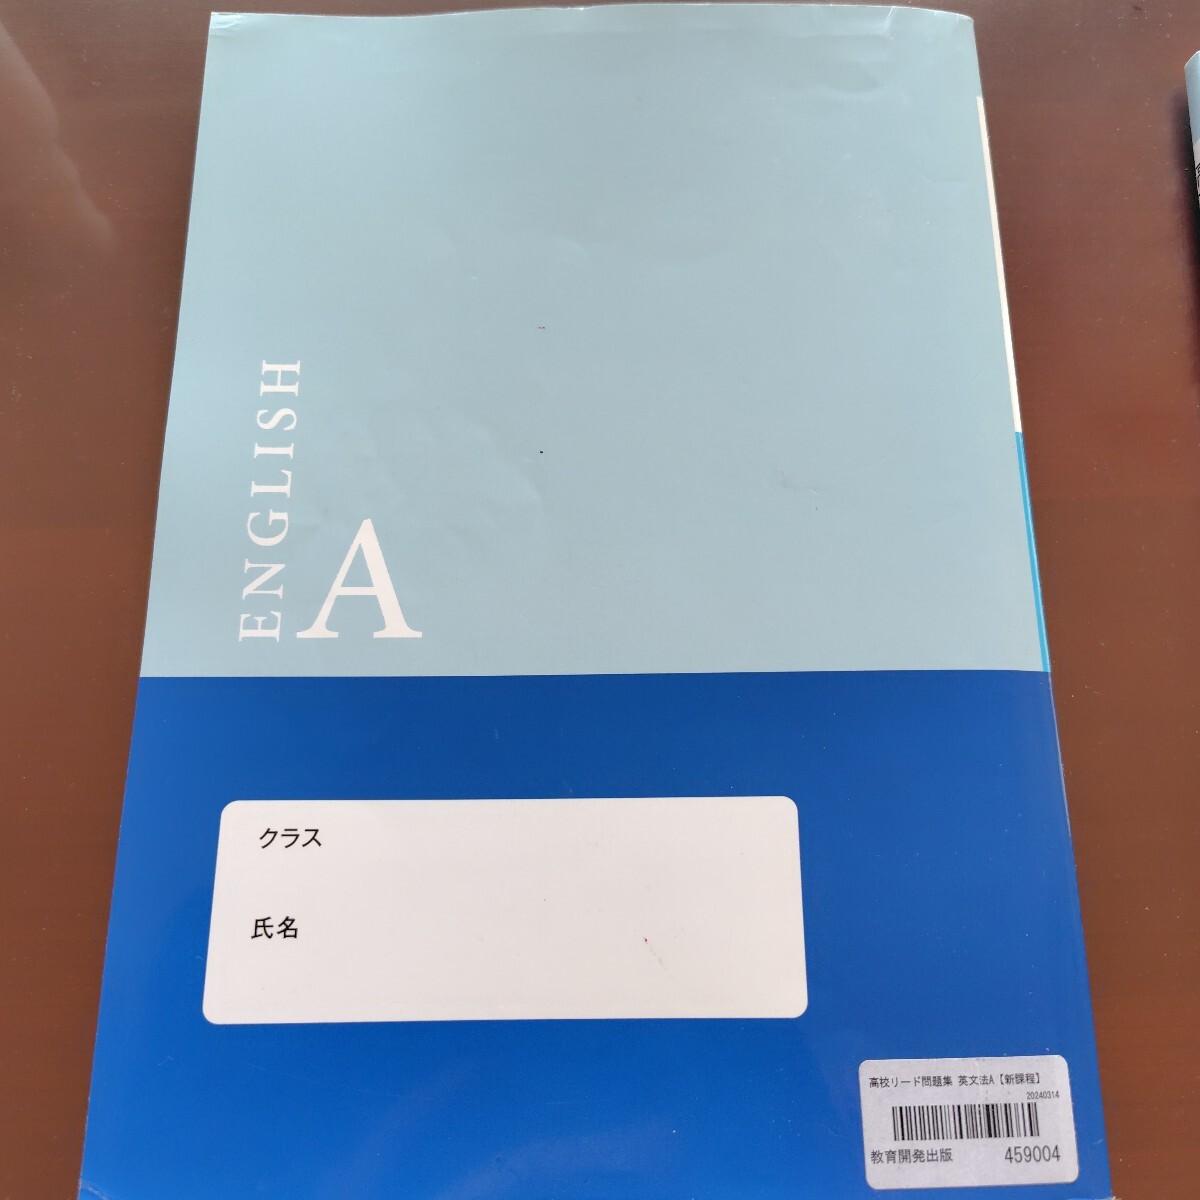 ENGLISH
A
クラス
氏名
高校リード問題集 英文法A【新課程】
20240314
教育開発出版 459004